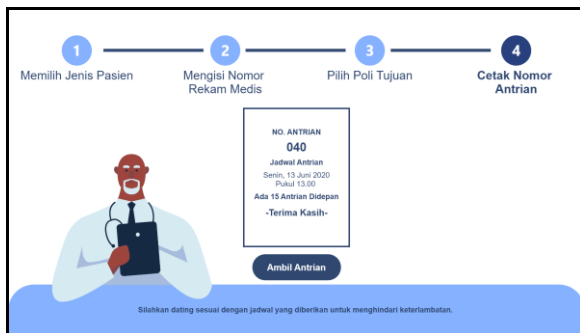 1
2
3
4
Memilih Jenis Pasien
Mengisi Nomor
Rekam Medis
Pilih Poli Tujuan
Cetak Nomor
Antrian
NO. ANTRIAN
040
Jadwal Antrian
Senin, 13 Juni 2020
Pukul 13.00
Ada 15 Antrian Didepan
-Terima Kasih-
Ambil Antrian
Silahkan dating sesuai dengan jadwal yang diberikan untuk menghindari keterlambatan.